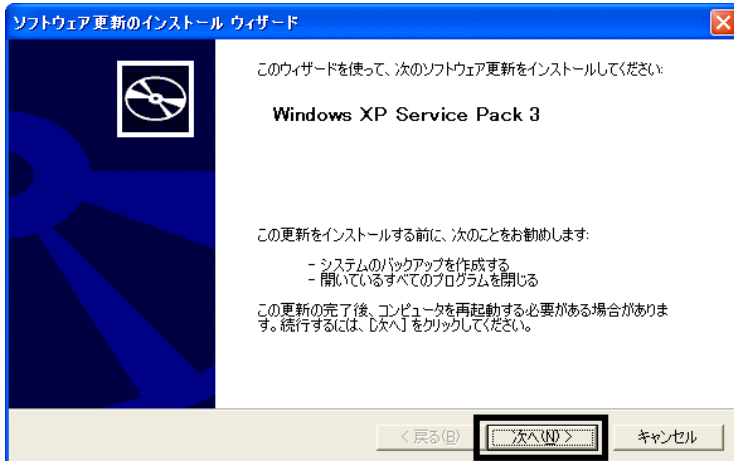 ソフトウェア更新のインストール ウィザード
このウィザードを使って、次のソフトウェア更新をインストールしてください:
Windows XP Service Pack 3
この更新をインストールする前に、次のことをお勧めします:
- システムのバックアップを作成する
- 開いているすべてのプログラムを閉じる
この更新の完了後、コンピュータを再起動する必要がある場合がありま
す。続行するには、[次へ] をクリックしてください。
< 戻る(B)
次へ(N) >
キャンセル